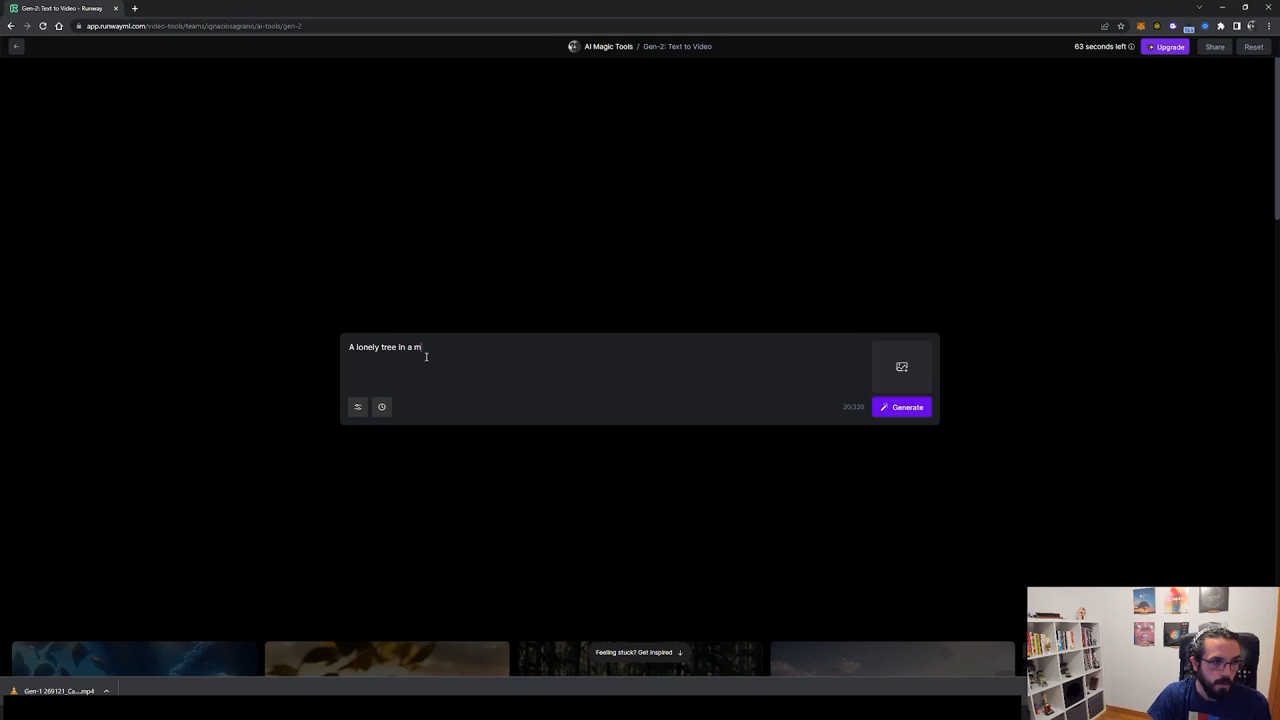 Gen-2: Text to Video - Runway
app.runwayml.com/video-tools/teams/ignaciosagrario/ai-tools/gen-2
AI Magic Tools / Gen-2: Text to Video
63 seconds left
Upgrade
Share
Reset
A lonely tree in a m
20/320
Generate
Feeling stuck? Get inspired ↓
Gen-1 269121_Ca....mp4